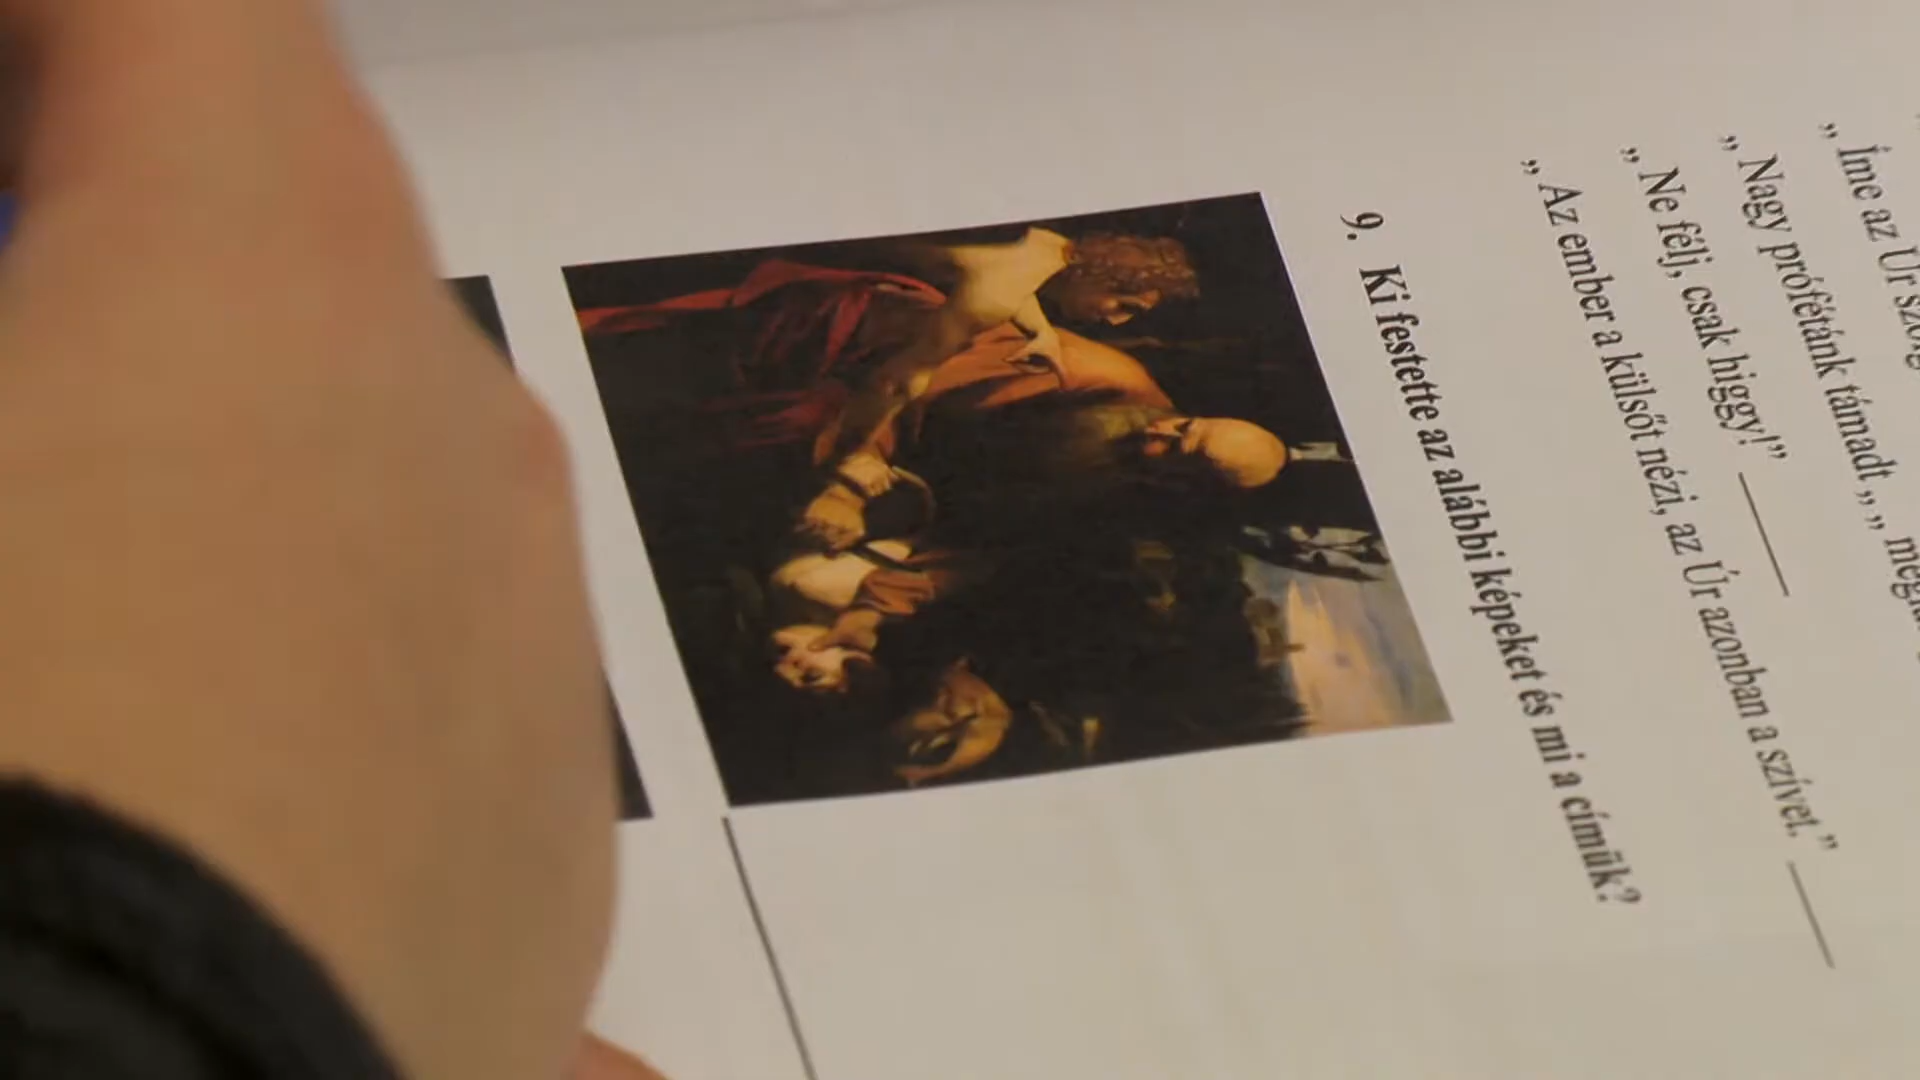 „ Íme az Úr
„ Nagy prófétánk támadt „ „
„ Ne félj, csak higgy!”
„ Az ember a külsőt nézi, az Úr azonban a szívet. ”
9. Ki festette az alábbi képeket és mi a címük?